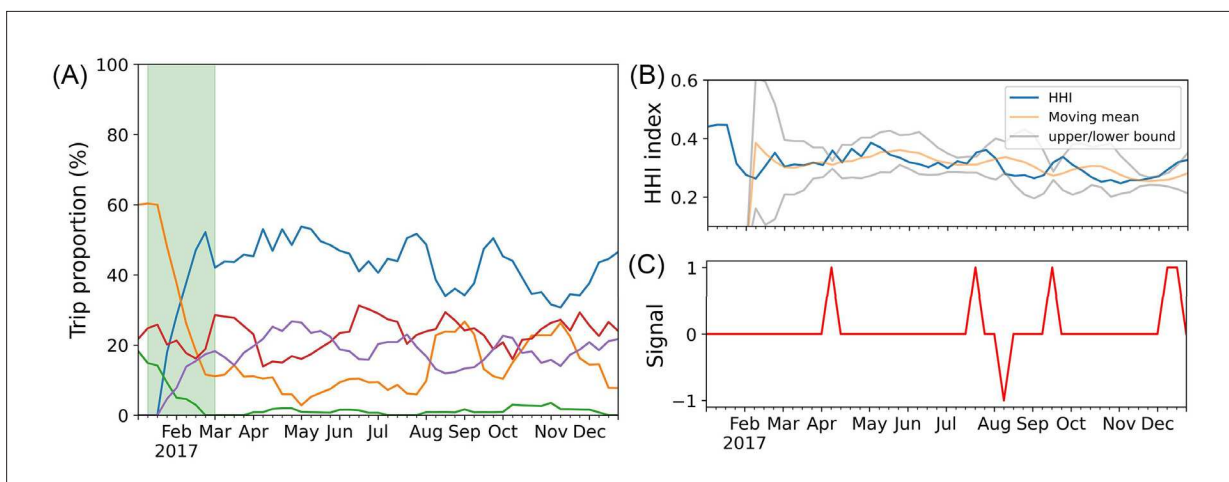 (A)
100
80
60
40
20
0
Trip proportion (%)
Feb Mar Apr May Jun Jul Aug Sep Oct Nov Dec
2017
(B)
0.6
0.4
0.2
HHI index
HHI
Moving mean
upper/lower bound
Feb Mar Apr May Jun Jul Aug Sep Oct Nov Dec
2017
(C)
1
0
−1
Signal